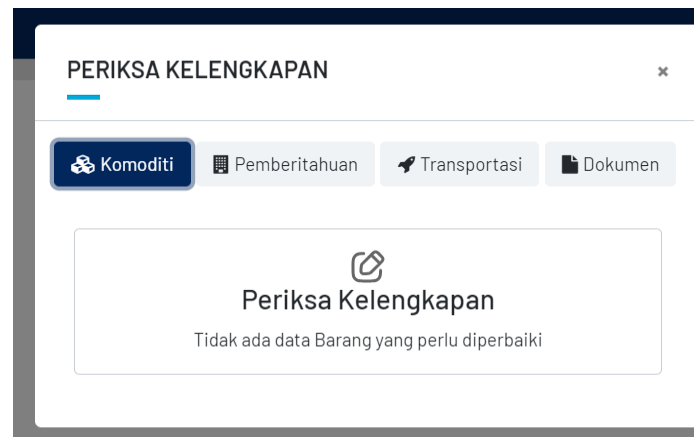 PERIKSA KELENGKAPAN
×
Komoditi
Pemberitahuan
Transportasi
Dokumen
Periksa Kelengkapan
Tidak ada data Barang yang perlu diperbaiki